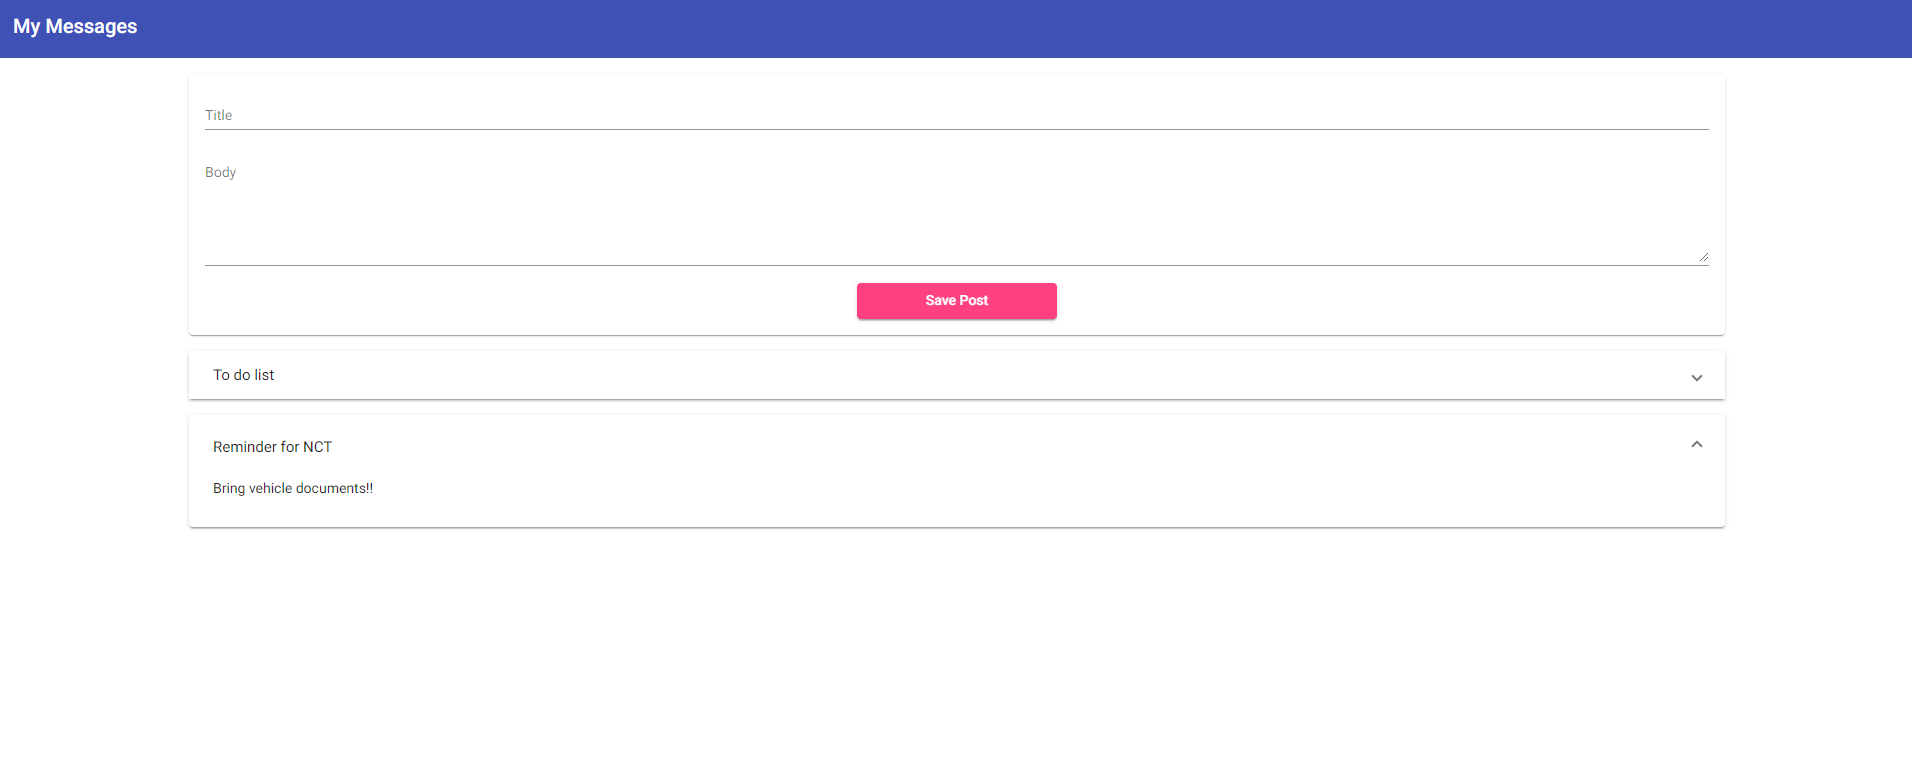 My Messages
Title
Body
Save Post
To do list
Reminder for NCT
Bring vehicle documents!!